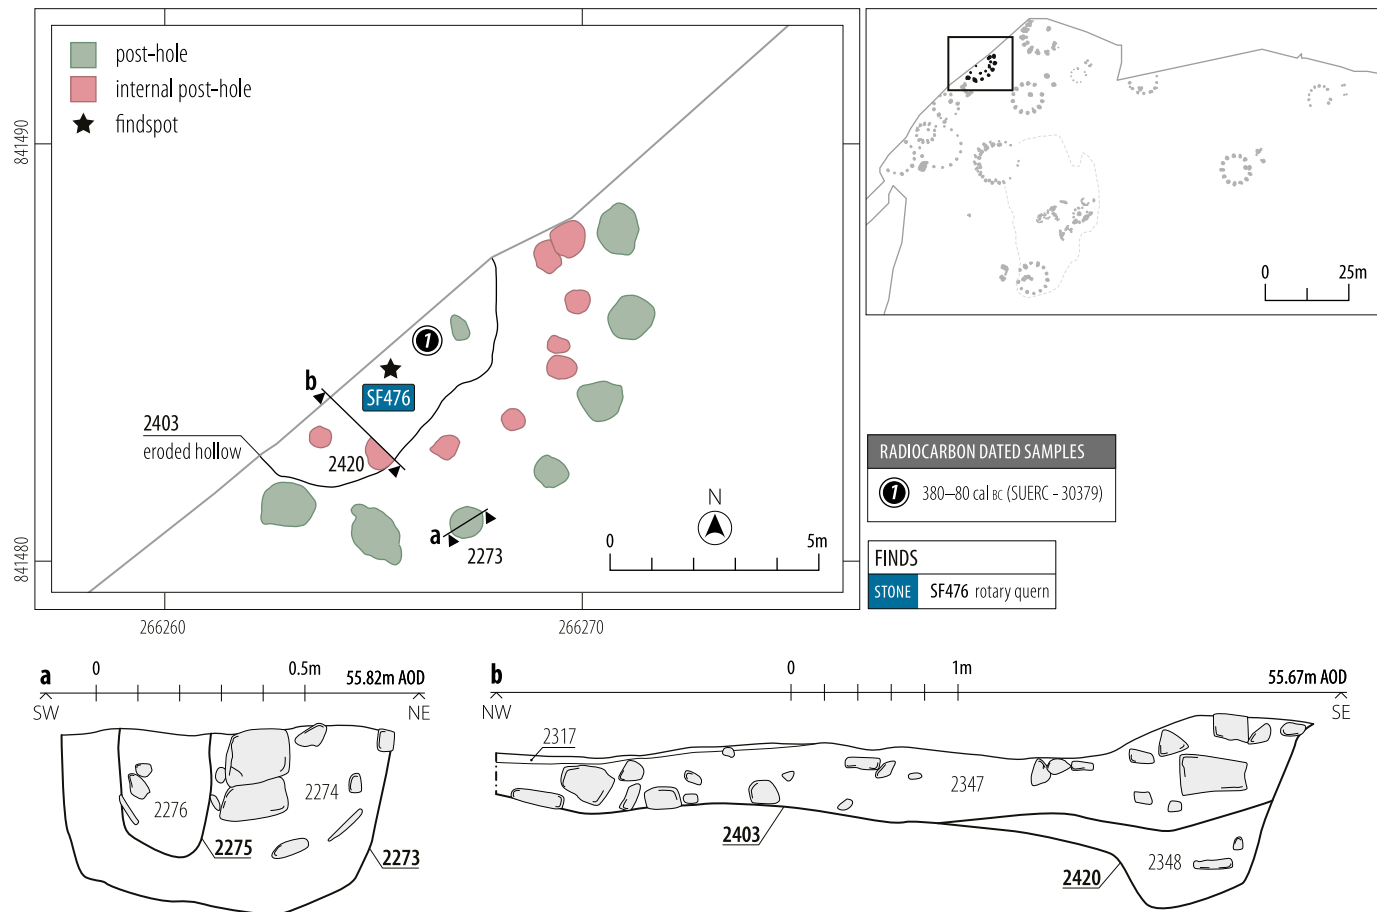 post-hole
internal post-hole
findspot
841490
841480
266260
266270
1
b
SF476
2403
eroded hollow
2420
a
2273
N
0 5m
0 25m
RADIOCARBON DATED SAMPLES
1 380–80 cal BC (SUERC - 30379)
FINDS
STONE SF476 rotary quern
a 0 0.5m 55.82m AOD
SW NE
2276
2274
2275
2273
b 0 1m 55.67m AOD
NW SE
2317
2347
2403
2348
2420